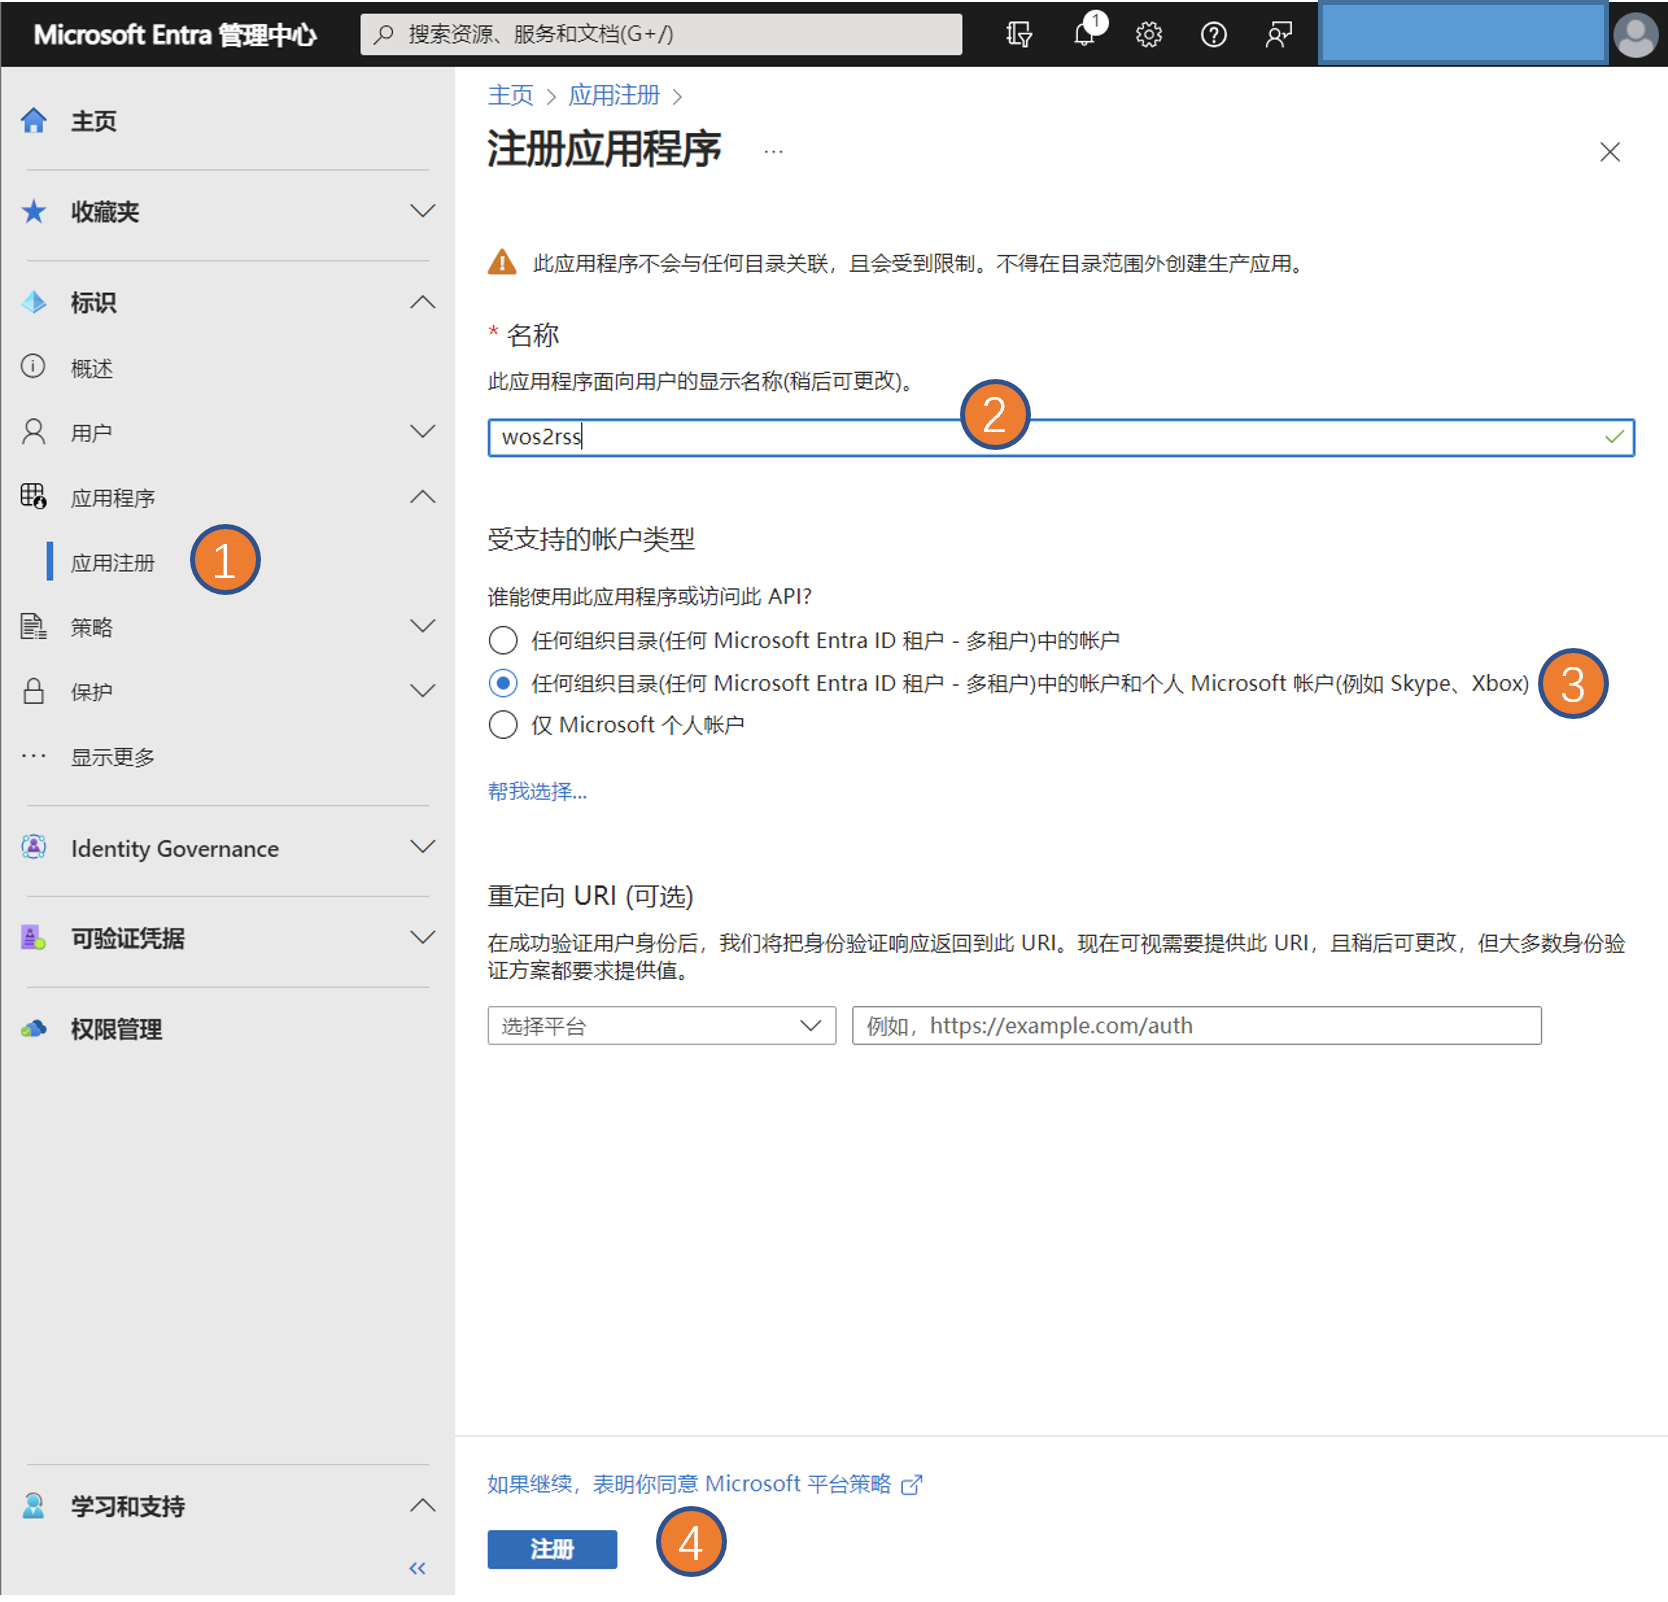 Microsoft Entra 管理中心
搜索资源、服务和文档(G+/)
1
主页
收藏夹
标识
概述
用户
应用程序
应用注册
1
策略
保护
显示更多
Identity Governance
可验证凭据
权限管理
学习和支持
主页 > 应用注册 >
注册应用程序 ...
此应用程序不会与任何目录关联，且会受到限制。不得在目录范围外创建生产应用。
* 名称
此应用程序面向用户的显示名称(稍后可更改)。
2
wos2rss
受支持的帐户类型
谁能使用此应用程序或访问此 API?
任何组织目录(任何 Microsoft Entra ID 租户 - 多租户)中的帐户
任何组织目录(任何 Microsoft Entra ID 租户 - 多租户)中的帐户和个人 Microsoft 帐户(例如 Skype、Xbox)
3
仅 Microsoft 个人帐户
帮我选择...
重定向 URI (可选)
在成功验证用户身份后，我们将把身份验证响应返回到此 URI。现在可视需要提供此 URI，且稍后可更改，但大多数身份验
证方案都要求提供值。
选择平台
例如，https://example.com/auth
如果继续，表明你同意 Microsoft 平台策略
注册
4